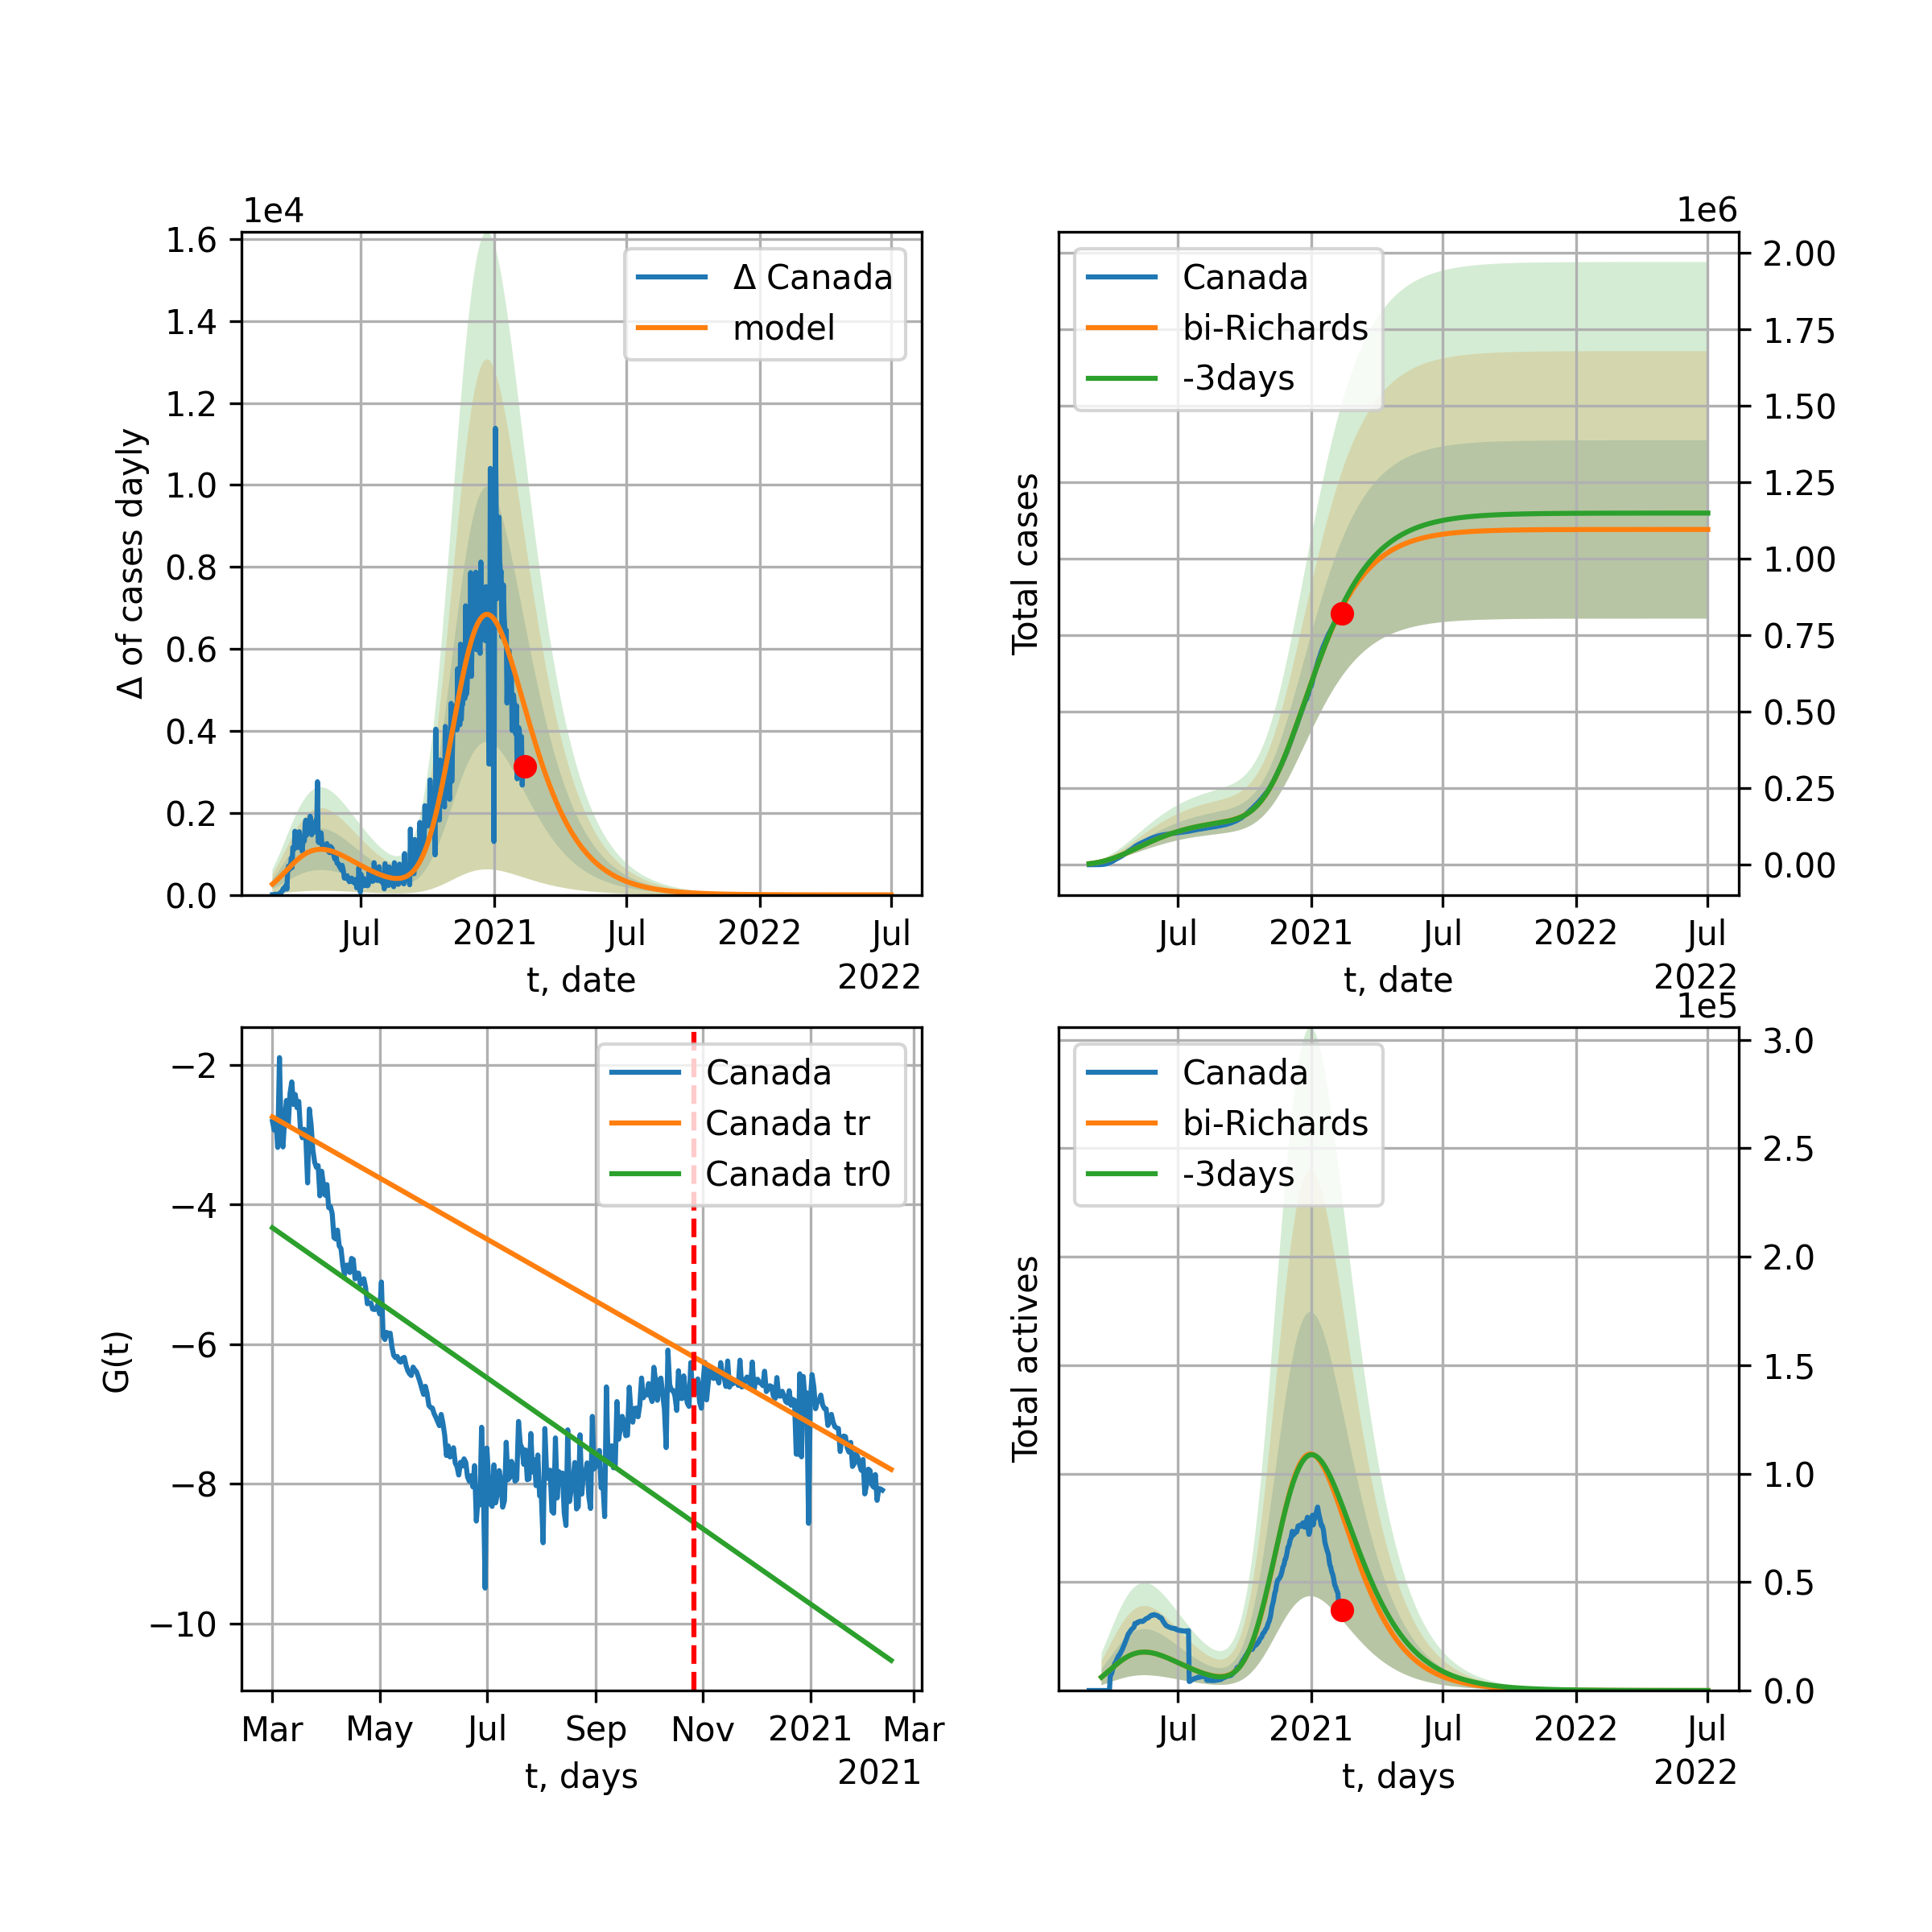 1e4
1.6
1.4
1.2
1.0
0.8
0.6
0.4
0.2
0.0
Δ of cases dayly
Δ Canada
model
Jul
2021
Jul
2022
Jul
2022
t, date
1e6
Canada
bi-Richards
-3days
Total cases
2.00
1.75
1.50
1.25
1.00
0.75
0.50
0.25
0.00
Jul
2021
Jul
2022
Jul
2022
t, date
−2
−4
−6
−8
−10
G(t)
Canada
Canada tr
Canada tr0
Mar
May
Jul
Sep
Nov
2021
Mar
2021
t, days
1e5
Canada
bi-Richards
-3days
Total actives
3.0
2.5
2.0
1.5
1.0
0.5
0.0
Jul
2021
Jul
2022
Jul
2022
t, days